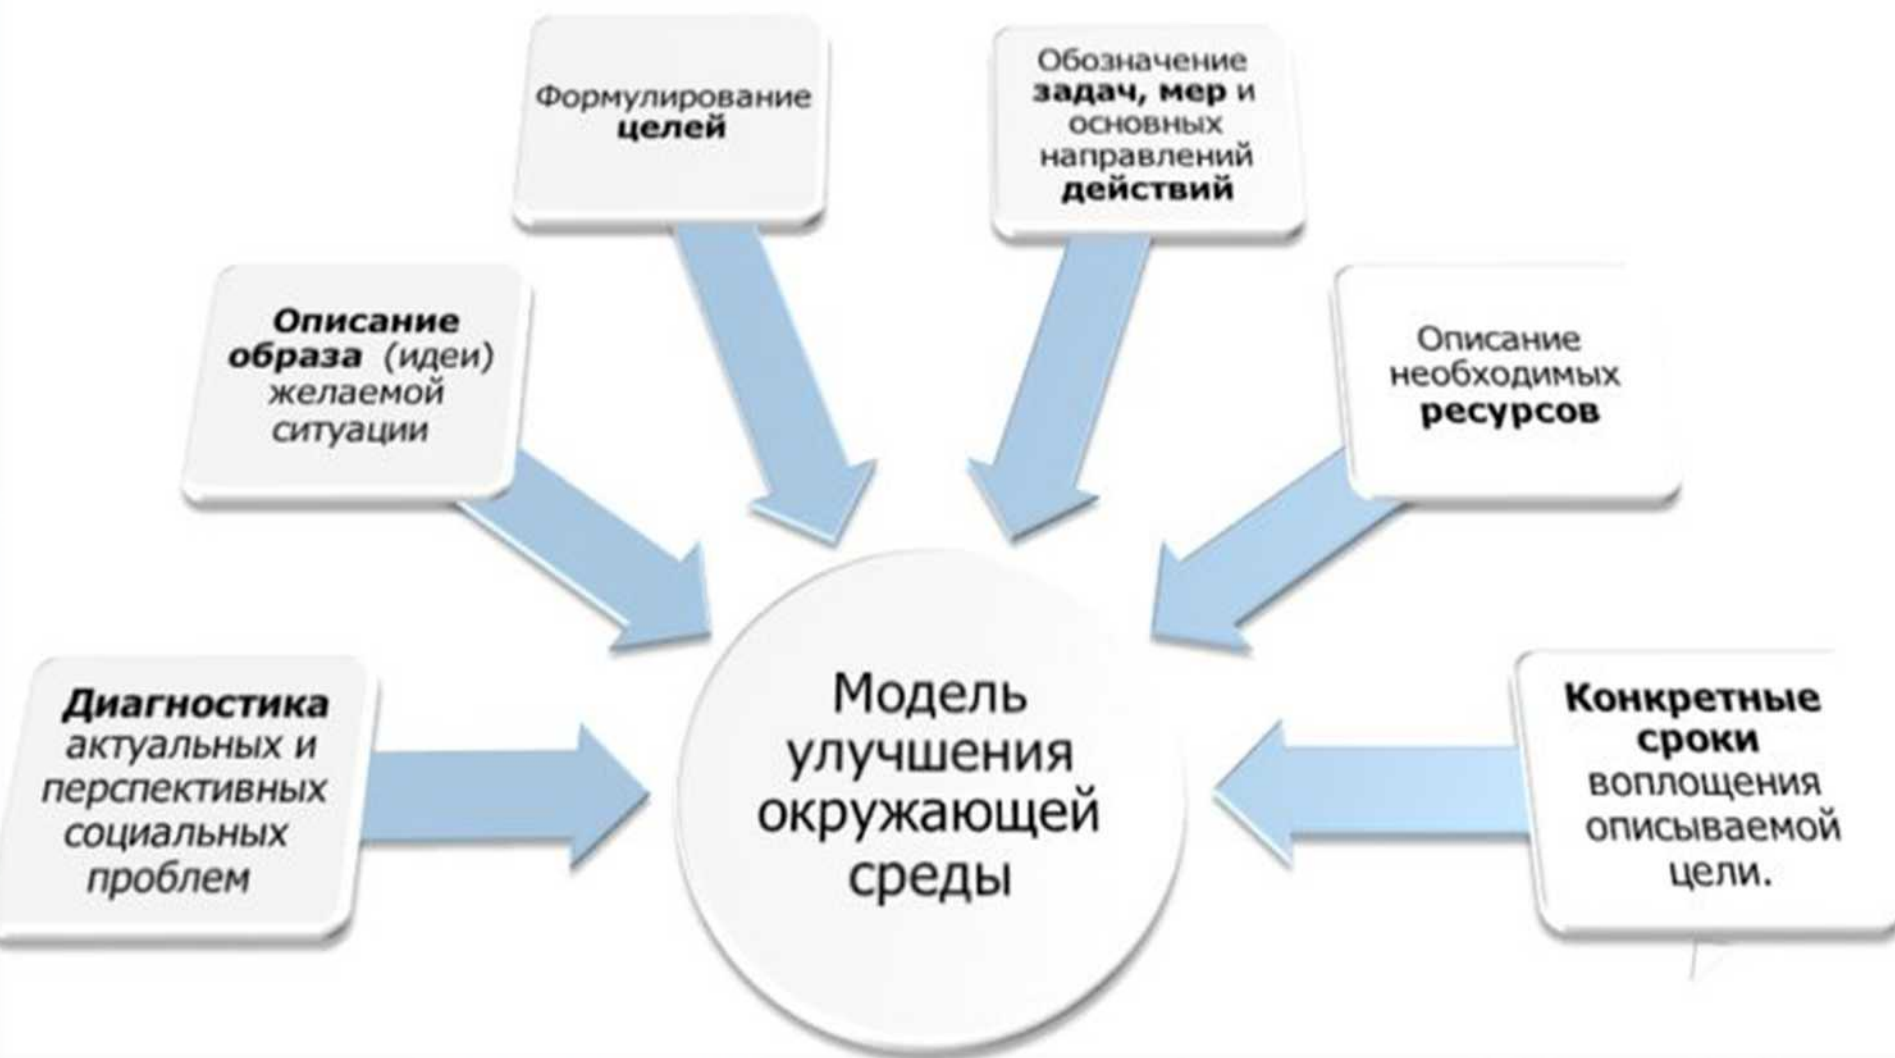 Формулирование
целей
Обозначение
задач, мер и
основных
направлений
действий
Описание
образа (идеи)
желаемой
ситуации
Описание
необходимых
ресурсов
Диагностика
актуальных и
перспективных
социальных
проблем
Модель
улучшения
окружающей
среды
Конкретные
сроки
воплощения
описываемой
цели.